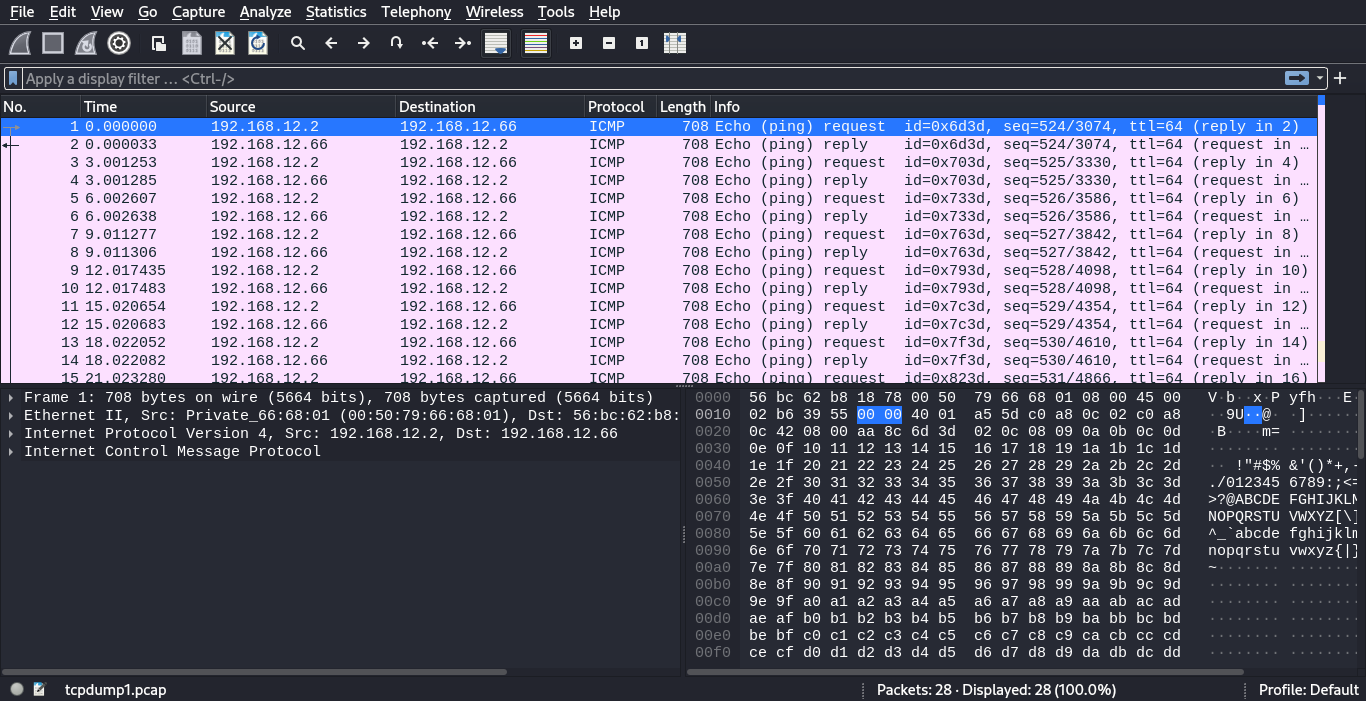 File Edit View Go Capture Analyze Statistics Telephony Wireless Tools Help
Apply a display filter … <Ctrl-/>
No. Time Source Destination Protocol Length Info
1 0.000000 192.168.12.2 192.168.12.66 ICMP 708 Echo (ping) request id=0x6d3d, seq=524/3074, ttl=64 (reply in 2)
2 0.000033 192.168.12.66 192.168.12.2 ICMP 708 Echo (ping) reply id=0x6d3d, seq=524/3074, ttl=64 (request in …
3 3.001253 192.168.12.2 192.168.12.66 ICMP 708 Echo (ping) request id=0x703d, seq=525/3330, ttl=64 (reply in 4)
4 3.001285 192.168.12.66 192.168.12.2 ICMP 708 Echo (ping) reply id=0x703d, seq=525/3330, ttl=64 (request in …
5 6.002607 192.168.12.2 192.168.12.66 ICMP 708 Echo (ping) request id=0x733d, seq=526/3586, ttl=64 (reply in 6)
6 6.002638 192.168.12.66 192.168.12.2 ICMP 708 Echo (ping) reply id=0x733d, seq=526/3586, ttl=64 (request in …
7 9.011277 192.168.12.2 192.168.12.66 ICMP 708 Echo (ping) request id=0x763d, seq=527/3842, ttl=64 (reply in 8)
8 9.011306 192.168.12.66 192.168.12.2 ICMP 708 Echo (ping) reply id=0x763d, seq=527/3842, ttl=64 (request in …
9 12.017435 192.168.12.2 192.168.12.66 ICMP 708 Echo (ping) request id=0x793d, seq=528/4098, ttl=64 (reply in 10)
10 12.017483 192.168.12.66 192.168.12.2 ICMP 708 Echo (ping) reply id=0x793d, seq=528/4098, ttl=64 (request in …
11 15.020654 192.168.12.2 192.168.12.66 ICMP 708 Echo (ping) request id=0x7c3d, seq=529/4354, ttl=64 (reply in 12)
12 15.020683 192.168.12.66 192.168.12.2 ICMP 708 Echo (ping) reply id=0x7c3d, seq=529/4354, ttl=64 (request in …
13 18.022052 192.168.12.2 192.168.12.66 ICMP 708 Echo (ping) request id=0x7f3d, seq=530/4610, ttl=64 (reply in 14)
14 18.022082 192.168.12.66 192.168.12.2 ICMP 708 Echo (ping) reply id=0x7f3d, seq=530/4610, ttl=64 (request in …
15 21.023280 192.168.12.2 192.168.12.66 ICMP 708 Echo (ping) request id=0x823d, seq=531/4866, ttl=64 (reply in 16)
Frame 1: 708 bytes on wire (5664 bits), 708 bytes captured (5664 bits)
Ethernet II, Src: Private_66:68:01 (00:50:79:66:68:01), Dst: 56:bc:62:b8:
Internet Protocol Version 4, Src: 192.168.12.2, Dst: 192.168.12.66
Internet Control Message Protocol
0000 56 bc 62 b8 18 78 00 50 79 66 68 01 08 00 45 00 V·b··x·P yfh···E·
0010 02 b6 39 55 00 00 40 01 a5 5d c0 a8 0c 02 c0 a8 ··9U··@· ·]······
0020 0c 42 08 00 aa 8c 6d 3d 02 0c 08 09 0a 0b 0c 0d ·B····m= ········
0030 0e 0f 10 11 12 13 14 15 16 17 18 19 1a 1b 1c 1d ········ ········
0040 1e 1f 20 21 22 23 24 25 26 27 28 29 2a 2b 2c 2d ·· !"#$% &'()*+,-
0050 2e 2f 30 31 32 33 34 35 36 37 38 39 3a 3b 3c 3d ./012345 6789:;<=
0060 3e 3f 40 41 42 43 44 45 46 47 48 49 4a 4b 4c 4d >?@ABCDE FGHIJKLM
0070 4e 4f 50 51 52 53 54 55 56 57 58 59 5a 5b 5c 5d NOPQRSTU VWXYZ[\]
0080 5e 5f 60 61 62 63 64 65 66 67 68 69 6a 6b 6c 6d ^_`abcde fghijklm
0090 6e 6f 70 71 72 73 74 75 76 77 78 79 7a 7b 7c 7d nopqrstu vwxyz{|}
00a0 7e 7f 80 81 82 83 84 85 86 87 88 89 8a 8b 8c 8d ~······· ········
00b0 8e 8f 90 91 92 93 94 95 96 97 98 99 9a 9b 9c 9d ········ ········
00c0 9e 9f a0 a1 a2 a3 a4 a5 a6 a7 a8 a9 aa ab ac ad ········ ········
00d0 ae af b0 b1 b2 b3 b4 b5 b6 b7 b8 b9 ba bb bc bd ········ ········
00e0 be bf c0 c1 c2 c3 c4 c5 c6 c7 c8 c9 ca cb cc cd ········ ········
00f0 ce cf d0 d1 d2 d3 d4 d5 d6 d7 d8 d9 da db dc dd ········ ········
tcpdump1.pcap Packets: 28 · Displayed: 28 (100.0%) Profile: Default